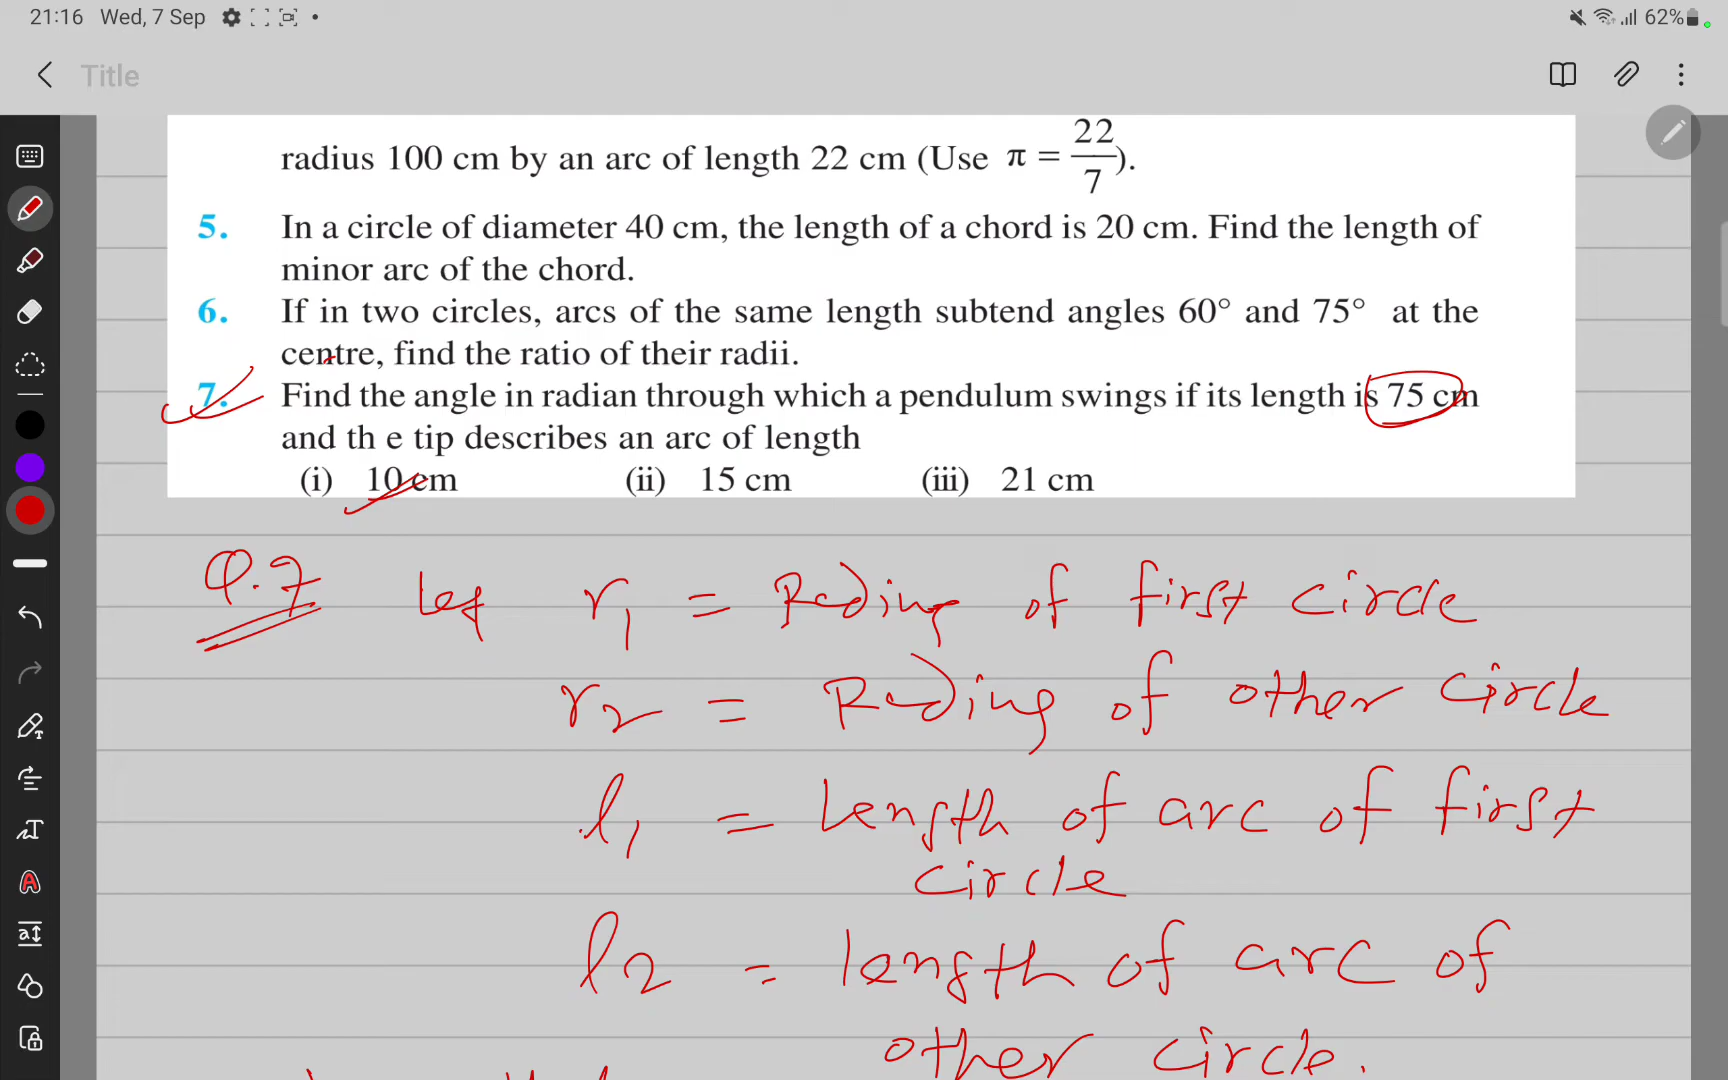 21:16 Wed, 7 Sep
62%
Title
radius 100 cm by an arc of length 22 cm (Use π = 22/7).
5. In a circle of diameter 40 cm, the length of a chord is 20 cm. Find the length of
minor arc of the chord.
6. If in two circles, arcs of the same length subtend angles 60° and 75° at the
centre, find the ratio of their radii.
7. Find the angle in radian through which a pendulum swings if its length is 75 cm
and th e tip describes an arc of length
(i) 10 cm (ii) 15 cm (iii) 21 cm
Q.7 Let r1 = Radius of first circle
r2 = Radius of other circle
l1 = length of arc of first
circle
l2 = length of arc of
other circle.